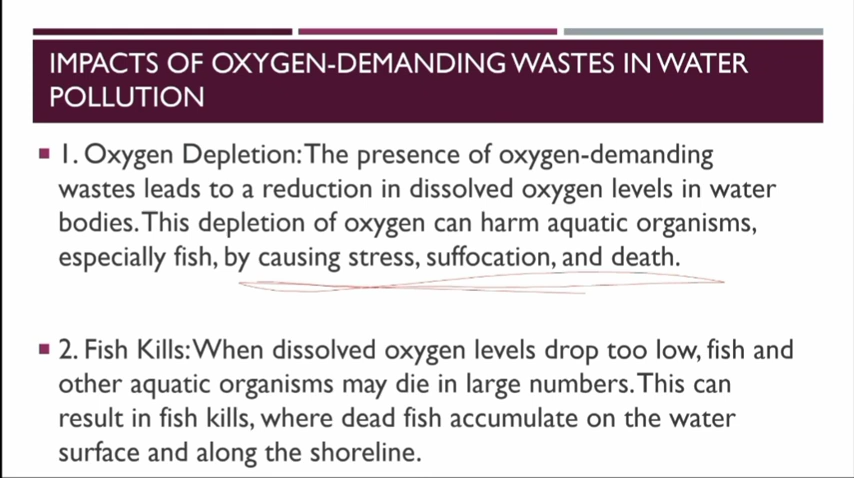 IMPACTS OF OXYGEN-DEMANDING WASTES IN WATER
POLLUTION
1. Oxygen Depletion: The presence of oxygen-demanding
wastes leads to a reduction in dissolved oxygen levels in water
bodies. This depletion of oxygen can harm aquatic organisms,
especially fish, by causing stress, suffocation, and death.
2. Fish Kills: When dissolved oxygen levels drop too low, fish and
other aquatic organisms may die in large numbers. This can
result in fish kills, where dead fish accumulate on the water
surface and along the shoreline.